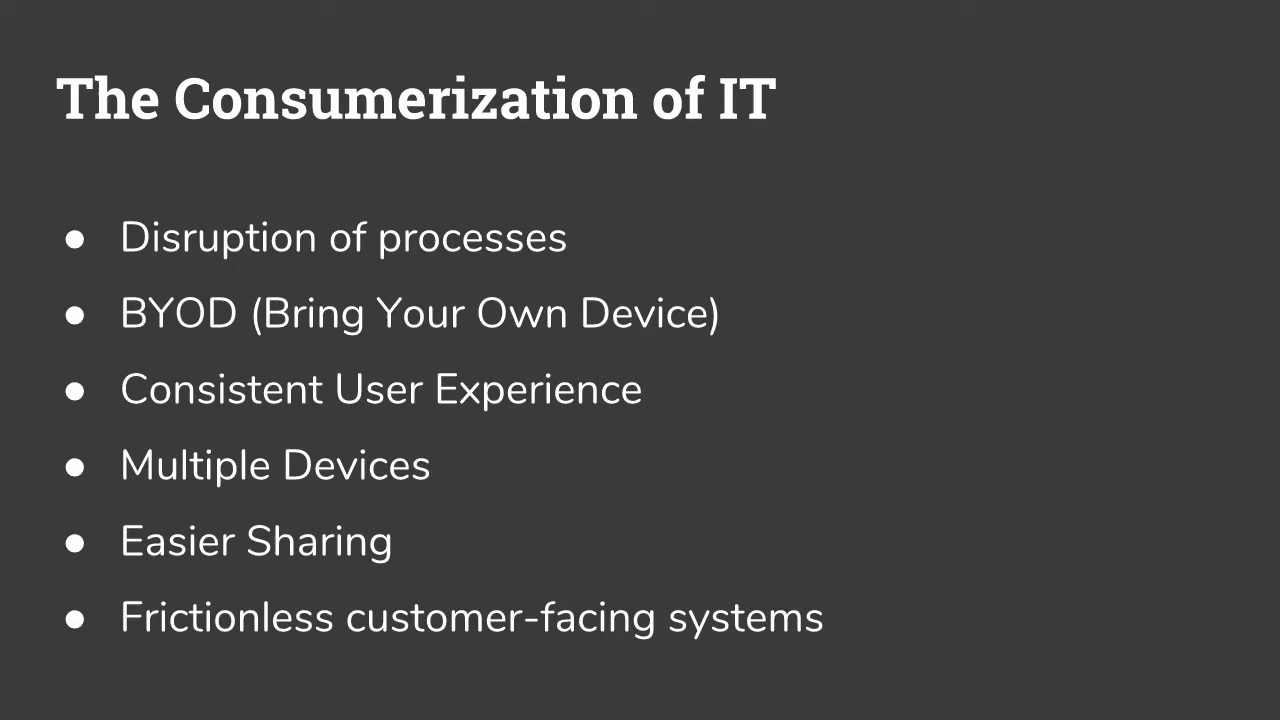 The Consumerization of IT
● Disruption of processes
● BYOD (Bring Your Own Device)
● Consistent User Experience
● Multiple Devices
● Easier Sharing
● Frictionless customer-facing systems